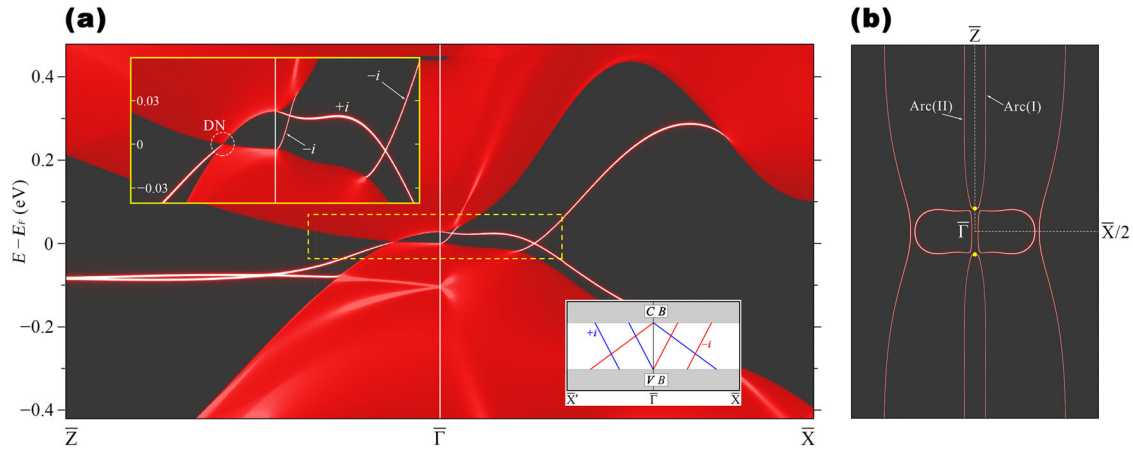 (a)
(b)
E − E_F (eV)
0.4
0.2
0
−0.2
−0.4
0.03
0
−0.03
DN
+i
−i
−i
C B
+i
−i
V B
X̅′
Γ̅
X̅
Z̅
Γ̅
X̅
Z̅
Arc(II)
Arc(I)
Γ̅
X̅/2